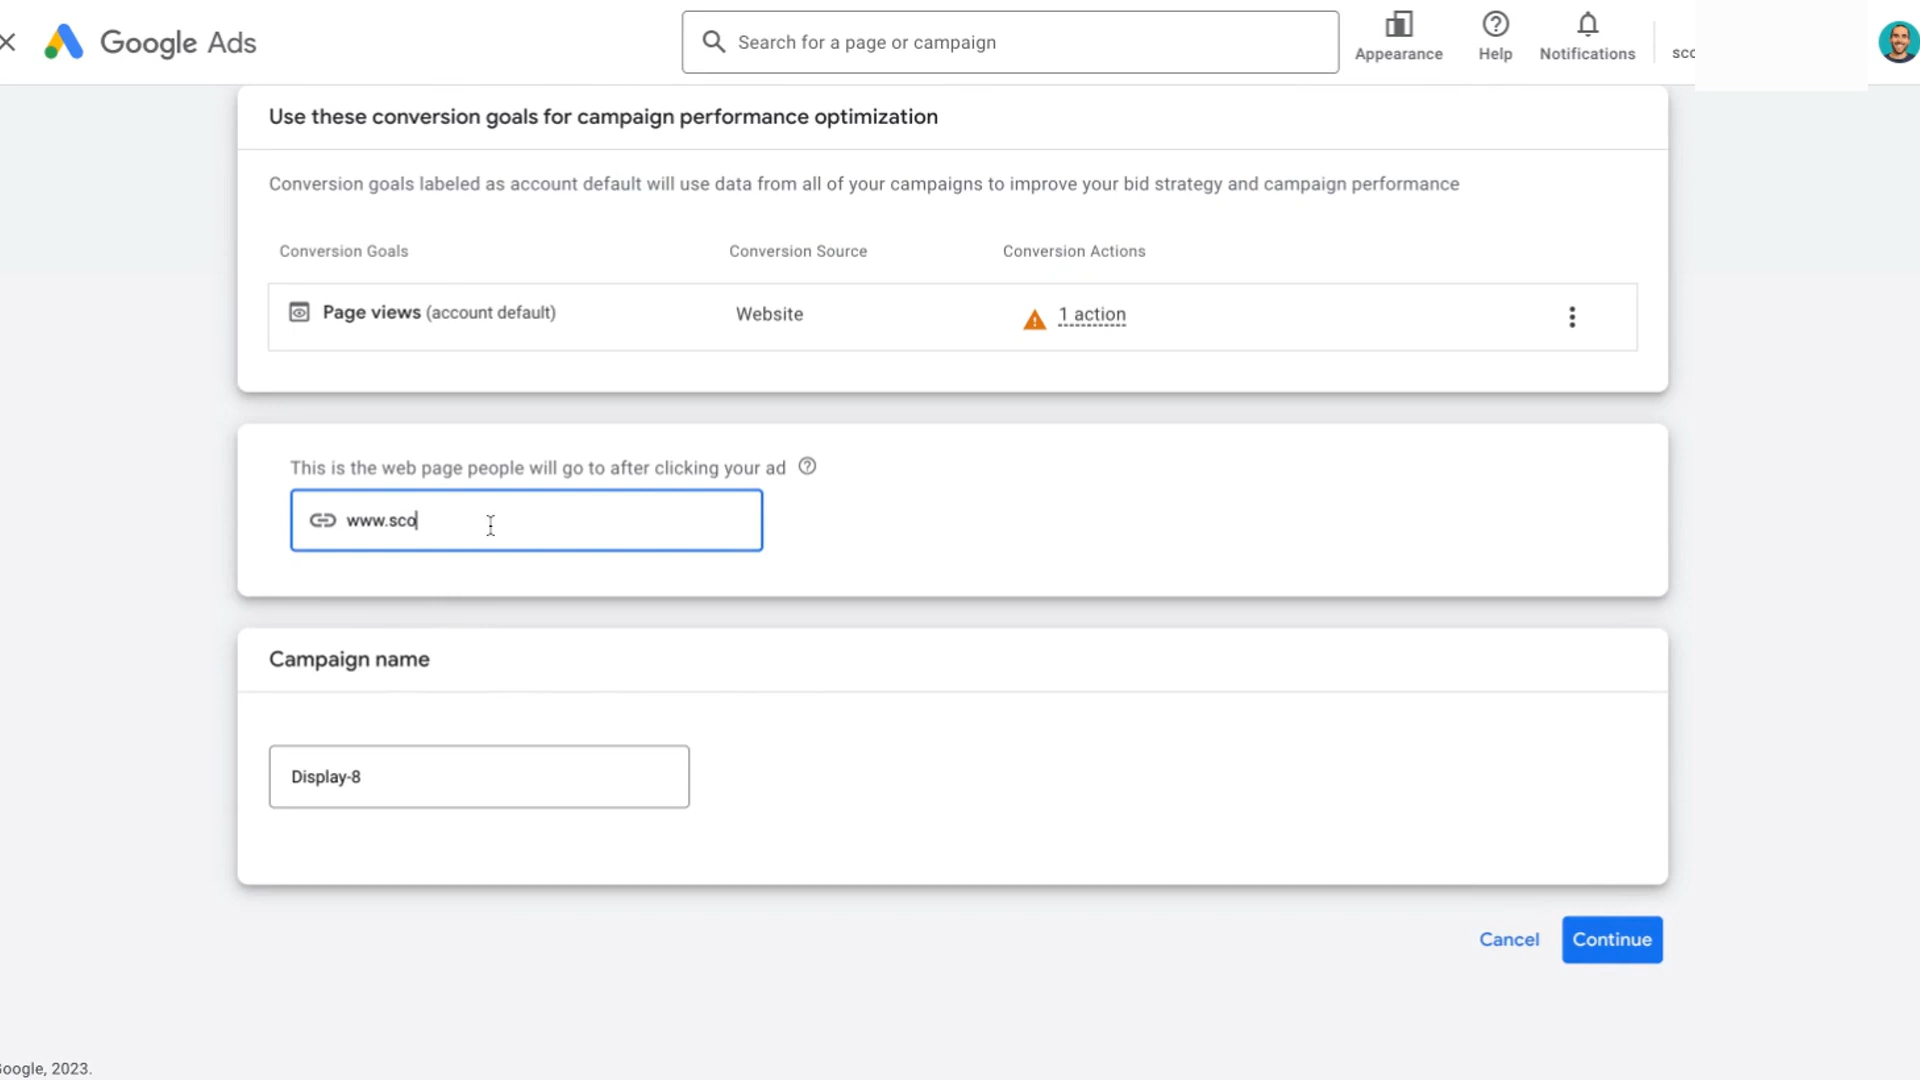 Google Ads
Search for a page or campaign
Appearance
Help
Notifications
sco
Use these conversion goals for campaign performance optimization
Conversion goals labeled as account default will use data from all of your campaigns to improve your bid strategy and campaign performance
Conversion Goals
Conversion Source
Conversion Actions
Page views (account default)
Website
1 action
This is the web page people will go to after clicking your ad
www.sco
Campaign name
Display-8
Cancel
Continue
Google, 2023.